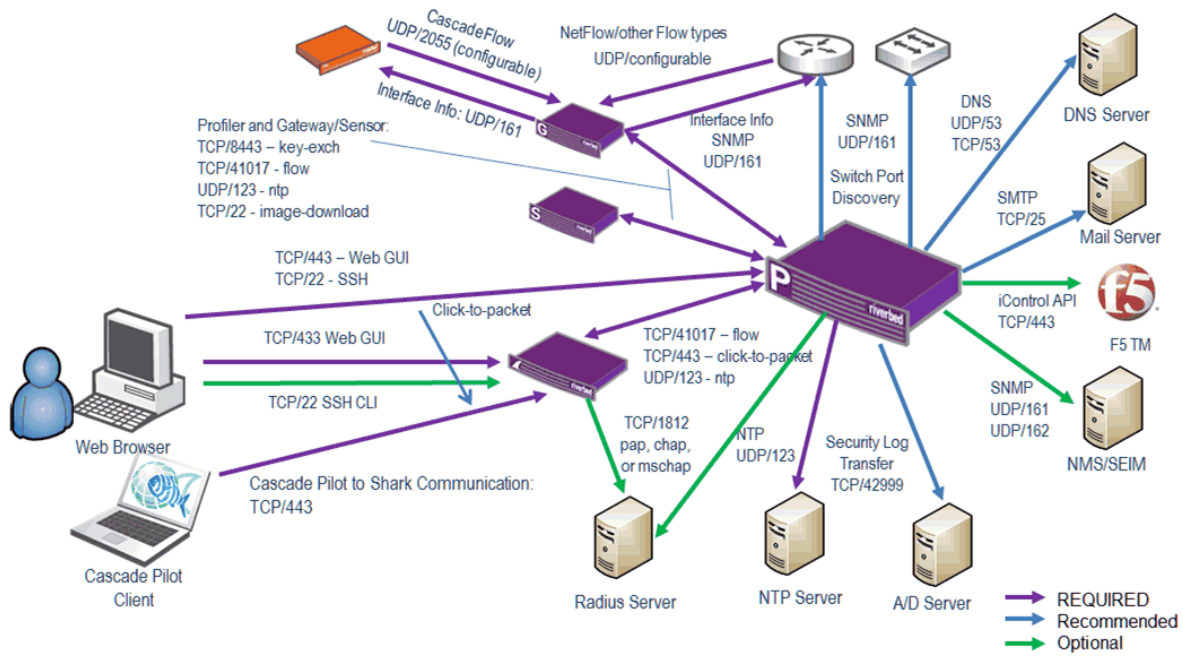 CascadeFlow
UDP/2055 (configurable)
Interface Info: UDP/161
NetFlow/other Flow types
UDP/configurable
riverbed
G
riverbed
Interface Info
SNMP
UDP/161
SNMP
UDP/161
Switch Port
Discovery
DNS
UDP/53
TCP/53
DNS Server
Profiler and Gateway/Sensor:
TCP/8443 – key-exch
TCP/41017 - flow
UDP/123 - ntp
TCP/22 - image-download
S
riverbed
SMTP
TCP/25
Mail Server
TCP/443 – Web GUI
TCP/22 - SSH
P
riverbed
iControl API
TCP/443
f5
F5 TM
Click-to-packet
TCP/433 Web GUI
TCP/22 SSH CLI
riverbed
TCP/41017 – flow
TCP/443 – click-to-packet
UDP/123 - ntp
SNMP
UDP/161
UDP/162
NMS/SEIM
Web Browser
TCP/1812
pap, chap,
or mschap
NTP
UDP/123
Security Log
Transfer
TCP/42999
Cascade Pilot to Shark Communication:
TCP/443
Cascade Pilot
Client
Radius Server
NTP Server
A/D Server
REQUIRED
Recommended
Optional